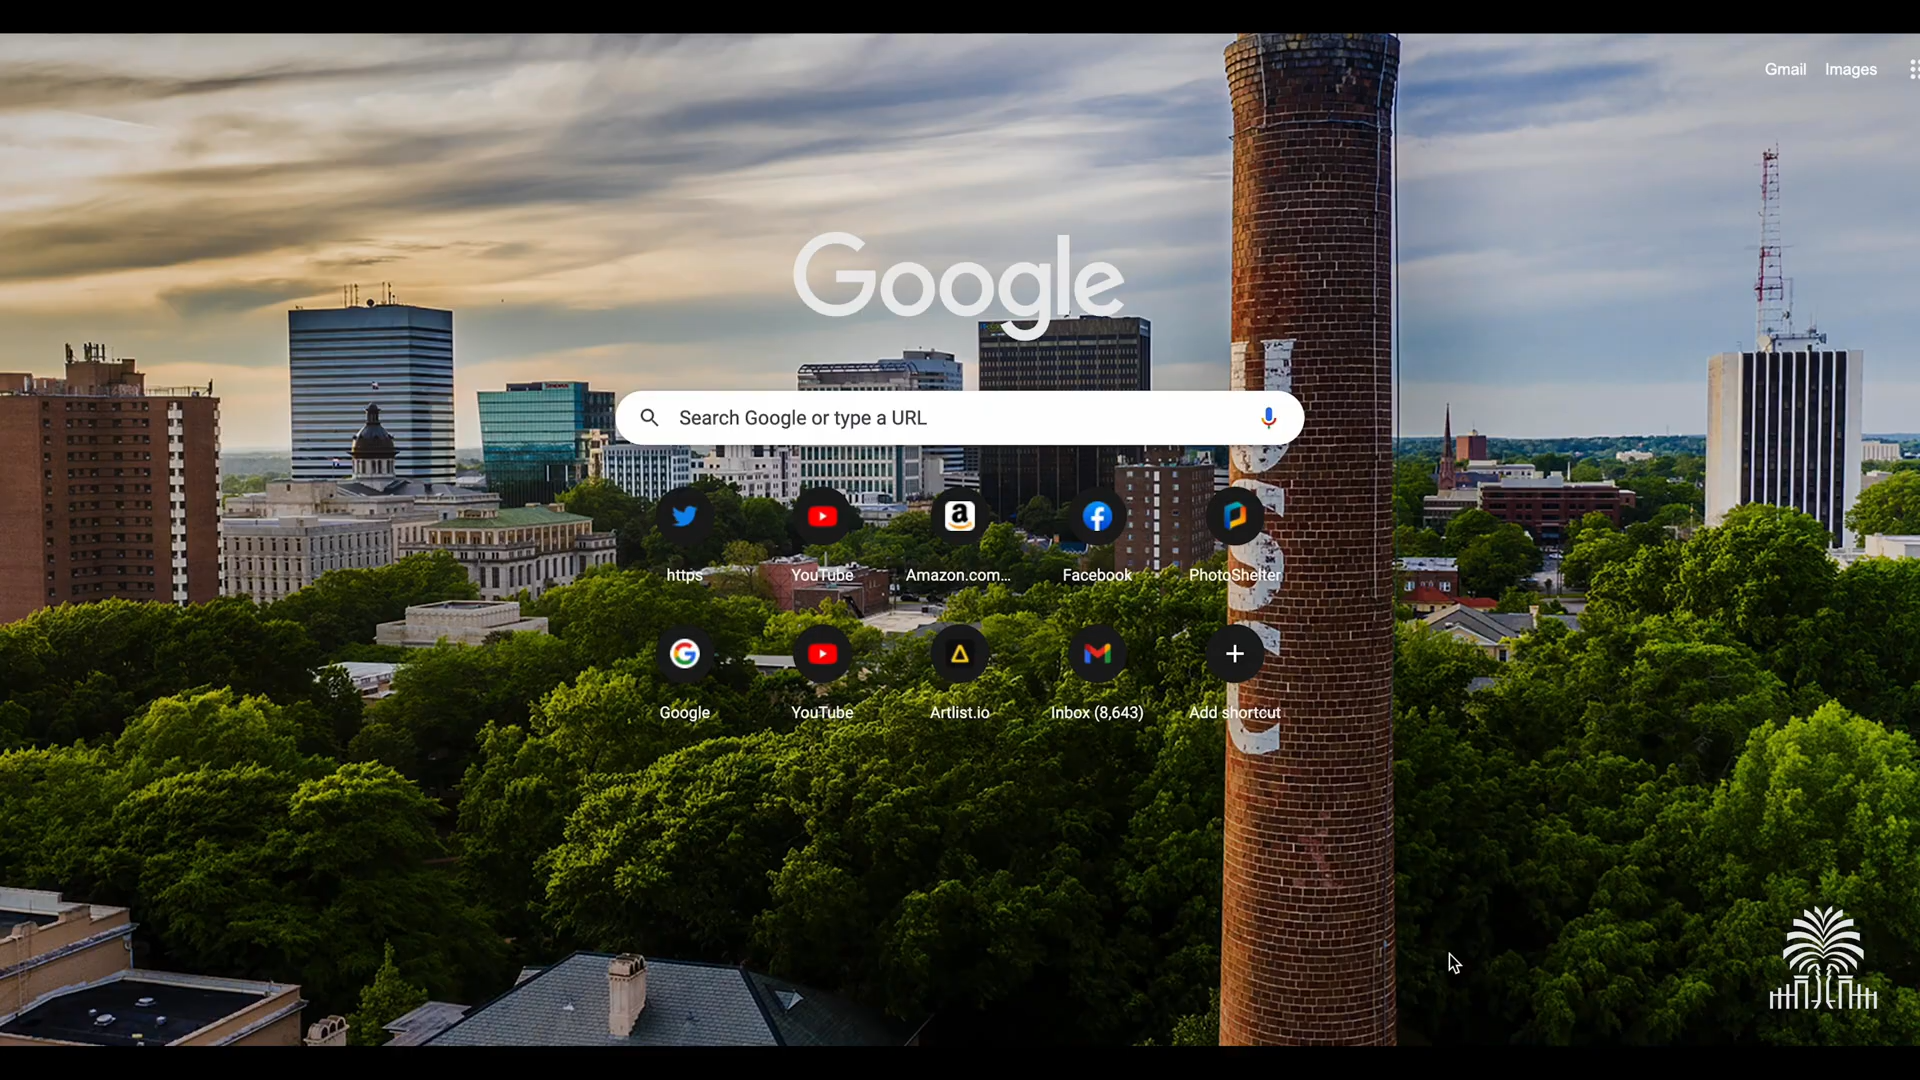 Gmail Images
Google
Search Google or type a URL
https YouTube Amazon.com... Facebook PhotoShelter
Google YouTube Artlist.io Inbox (8,643) Add shortcut